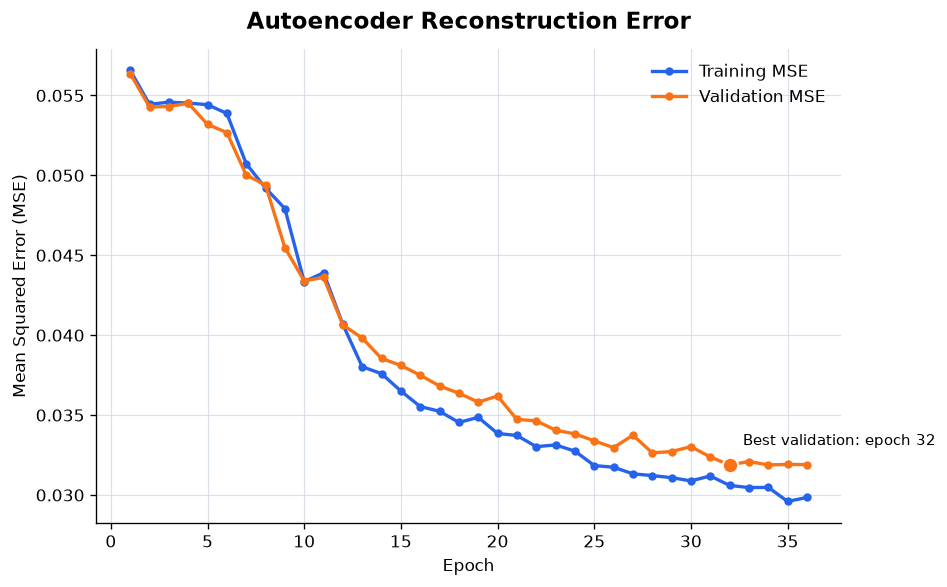 Autoencoder Reconstruction Error
Training MSE
Validation MSE
Mean Squared Error (MSE)
0.055
0.050
0.045
0.040
0.035
0.030
Best validation: epoch 32
0 5 10 15 20 25 30 35
Epoch